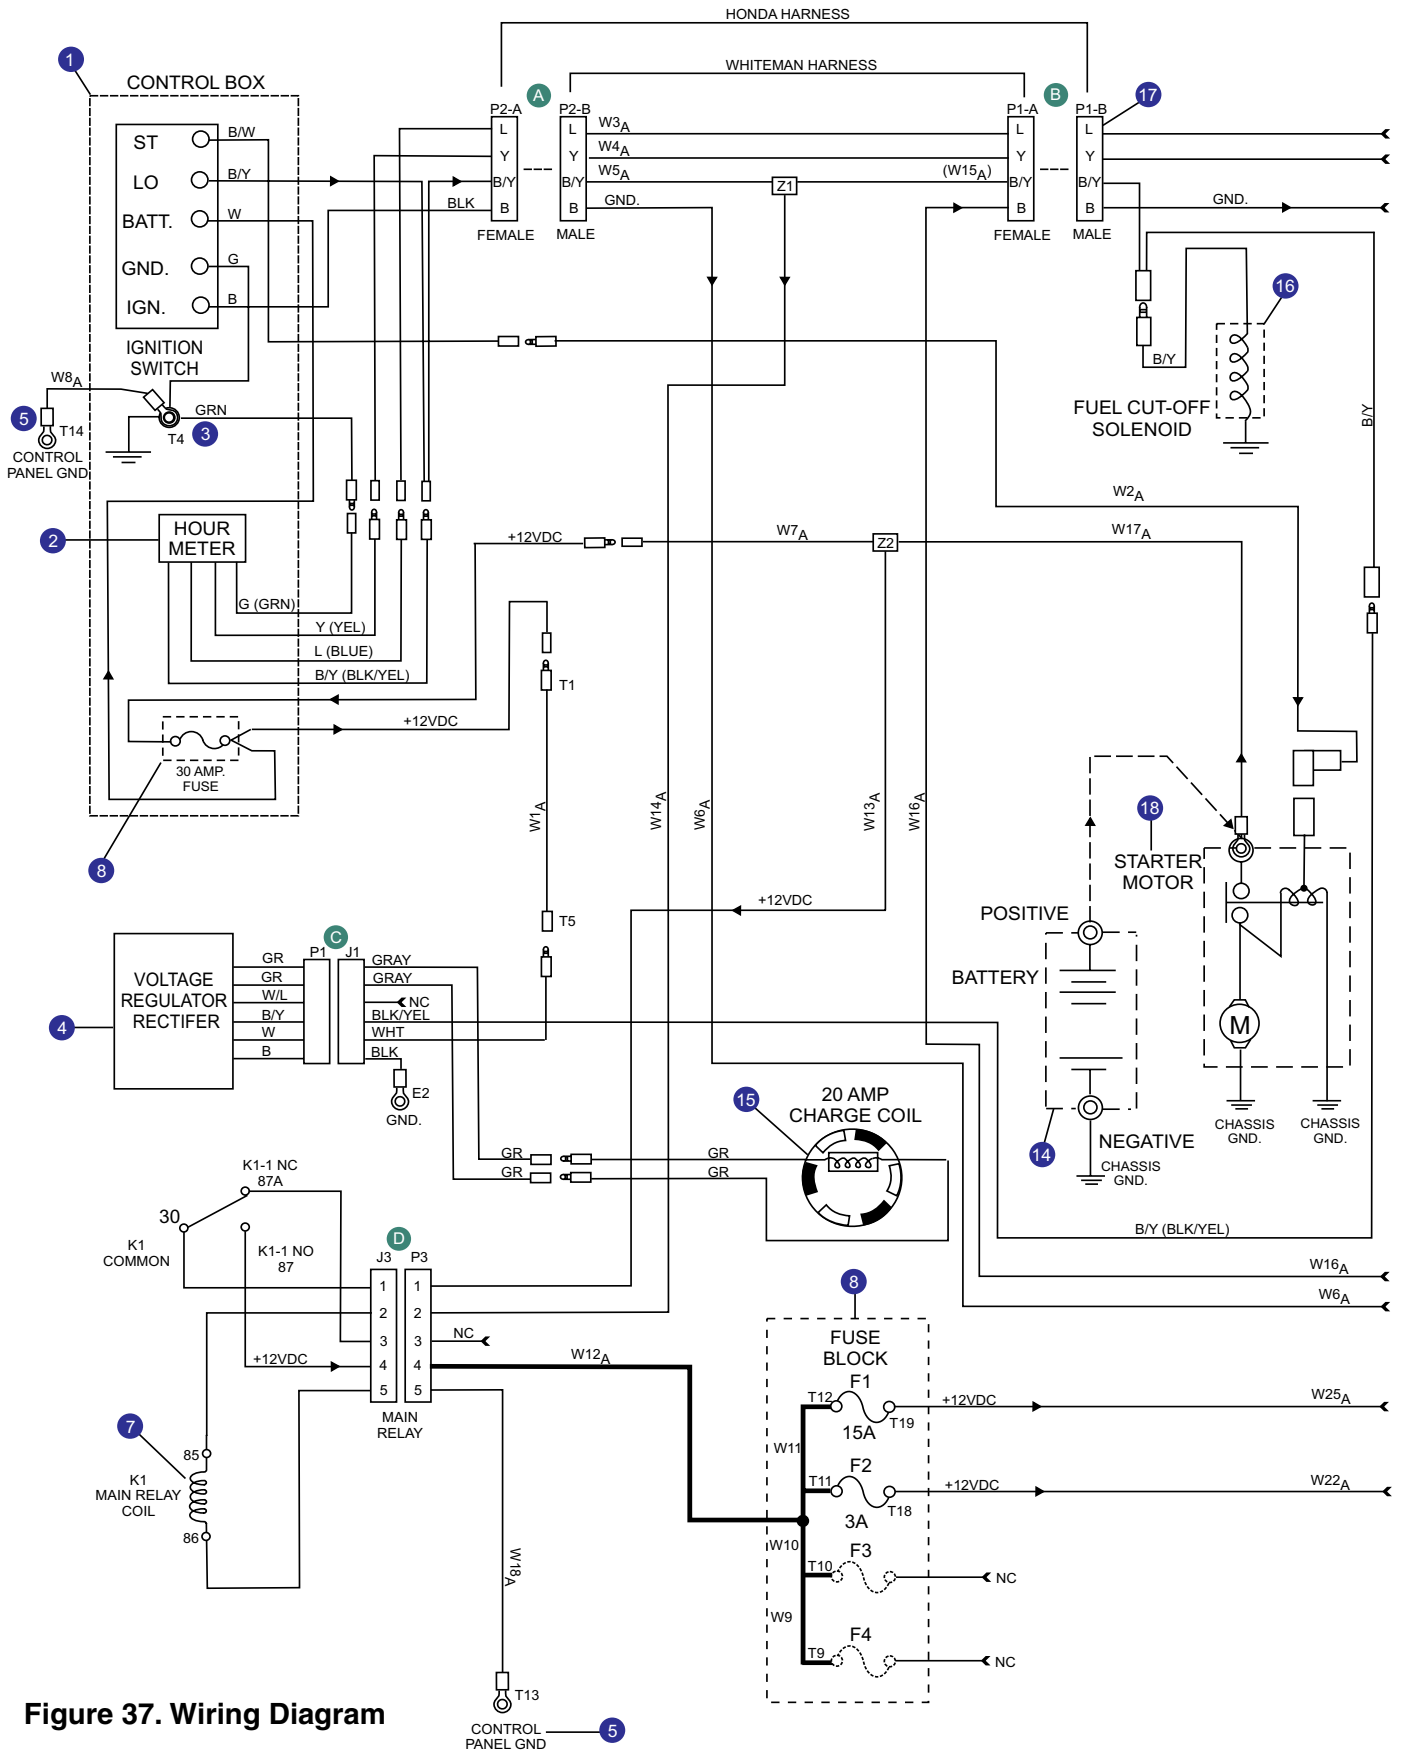 HONDA HARNESS
1
CONTROL BOX
WHITEMAN HARNESS
P2-A
A
P2-B
P1-A
B
P1-B
17
ST
B/W
L
L
W3A
L
L
LO
B/Y
Y
Y
W4A
Y
Y
BATT.
W
B/Y
B/Y
W5A
Z1
(W15A)
B/Y
B/Y
BLK
B
B
GND.
B
B
GND.
FEMALE
MALE
FEMALE
MALE
GND.
G
IGN.
B
16
IGNITION
SWITCH
B/Y
W8A
5
T14
T4
GRN
3
FUEL CUT-OFF
SOLENOID
B/Y
CONTROL
PANEL GND
W2A
2
HOUR
METER
+12VDC
W7A
Z2
W17A
G (GRN)
Y (YEL)
L (BLUE)
B/Y (BLK/YEL)
T1
+12VDC
30 AMP.
FUSE
8
W1A
W14A
W6A
W13A
W16A
18
STARTER
MOTOR
+12VDC
T5
POSITIVE
BATTERY
M
4
VOLTAGE
REGULATOR
RECTIFER
C
P1
J1
GR
GRAY
GR
GRAY
W/L
NC
B/Y
BLK/YEL
W
WHT
B
BLK
E2
GND.
15
20 AMP
CHARGE COIL
GR
GR
GR
GR
14
NEGATIVE
CHASSIS
GND.
CHASSIS
GND.
CHASSIS
GND.
B/Y (BLK/YEL)
K1-1 NC
87A
30
K1
COMMON
K1-1 NO
87
D
J3
P3
1
1
2
2
3
3
NC
+12VDC
4
4
W12A
5
5
MAIN
RELAY
W16A
W6A
8
FUSE
BLOCK
F1
T12
T19
15A
+12VDC
W25A
W11
F2
T11
T18
3A
+12VDC
W22A
W10
F3
T10
NC
W9
F4
T9
NC
7
85
K1
MAIN RELAY
COIL
86
W18A
T13
CONTROL
PANEL GND
5
Figure 37. Wiring Diagram